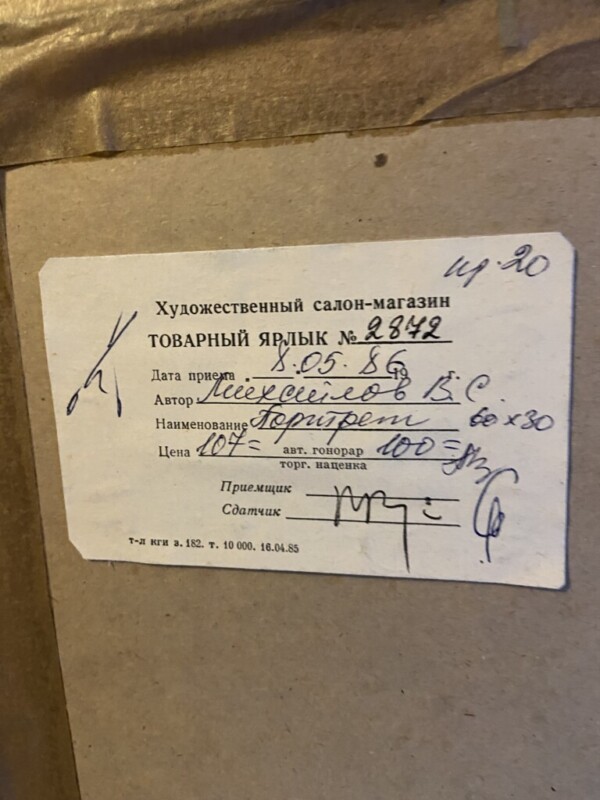 пр. 20
Художественный салон-магазин
ТОВАРНЫЙ ЯРЛЫК № 2872
Дата приема 8.05.86 19 г.
Автор Михайлов В.С.
Наименование Портрет 60х30
Цена 107= авт. гонорар 100=
торг. наценка
Приемщик
Сдатчик
т-л кги з. 182. т. 10 000. 16.04.85